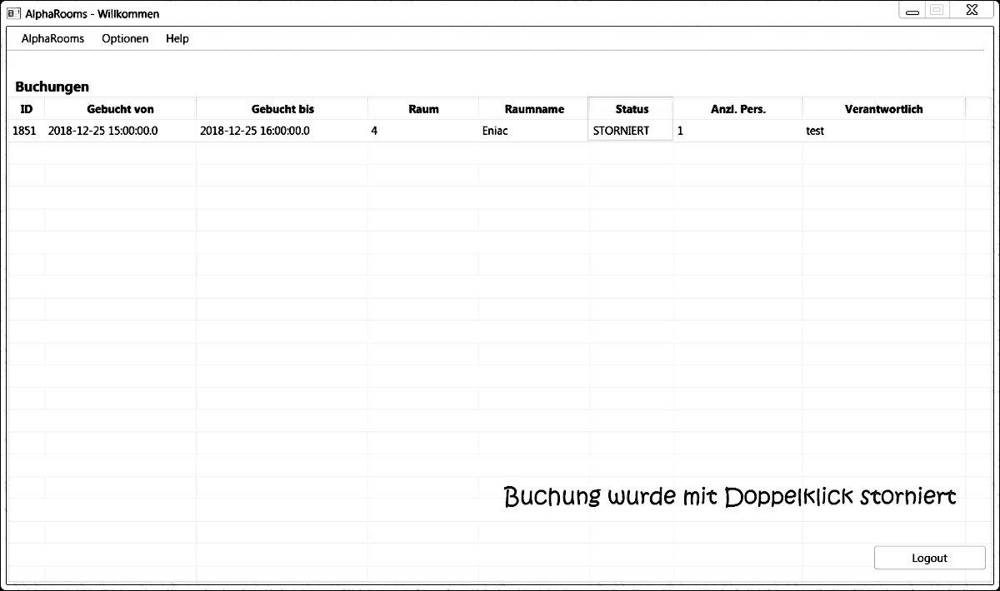 AlphaRooms - Willkommen
AlphaRooms Optionen Help
Buchungen
ID Gebucht von Gebucht bis Raum Raumname Status Anzl. Pers. Verantwortlich
1851 2018-12-25 15:00:00.0 2018-12-25 16:00:00.0 4 Eniac STORNIERT 1 test
Buchung wurde mit Doppelklick storniert
Logout